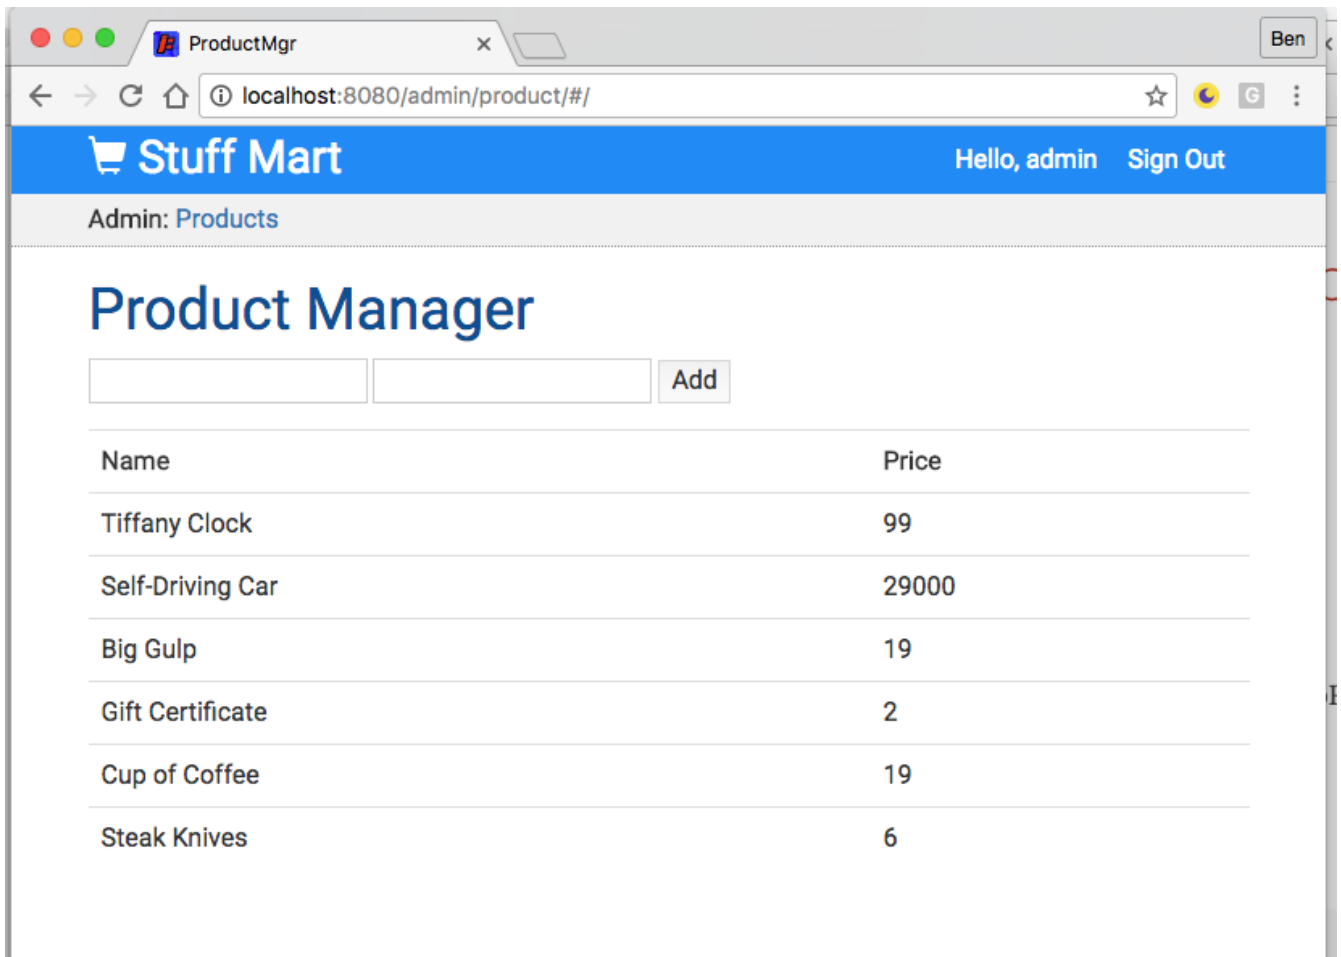 ProductMgr
Ben
localhost:8080/admin/product/#/
G
Stuff Mart
Hello, admin Sign Out
Admin: Products
Product Manager
Add
Name Price
Tiffany Clock 99
Self-Driving Car 29000
Big Gulp 19
Gift Certificate 2
Cup of Coffee 19
Steak Knives 6